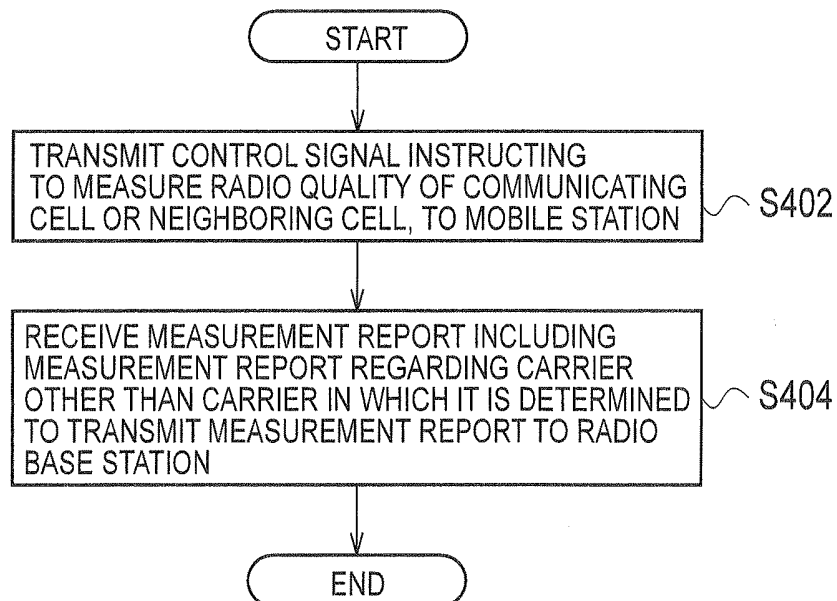 START
TRANSMIT CONTROL SIGNAL INSTRUCTING
TO MEASURE RADIO QUALITY OF COMMUNICATING
CELL OR NEIGHBORING CELL, TO MOBILE STATION
S402
RECEIVE MEASUREMENT REPORT INCLUDING
MEASUREMENT REPORT REGARDING CARRIER
OTHER THAN CARRIER IN WHICH IT IS DETERMINED
TO TRANSMIT MEASUREMENT REPORT TO RADIO
BASE STATION
S404
END